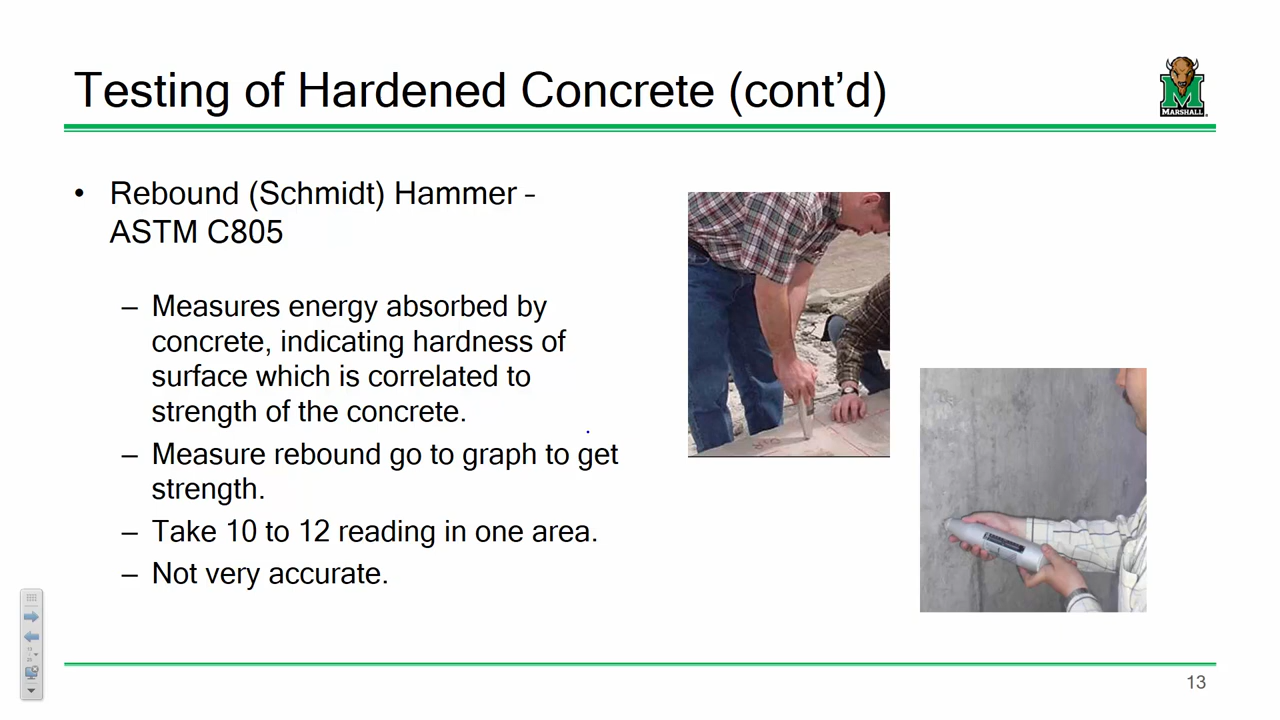 Testing of Hardened Concrete (cont’d)
MARSHALL
• Rebound (Schmidt) Hammer –
ASTM C805
– Measures energy absorbed by
concrete, indicating hardness of
surface which is correlated to
strength of the concrete.
– Measure rebound go to graph to get
strength.
– Take 10 to 12 reading in one area.
– Not very accurate.
13